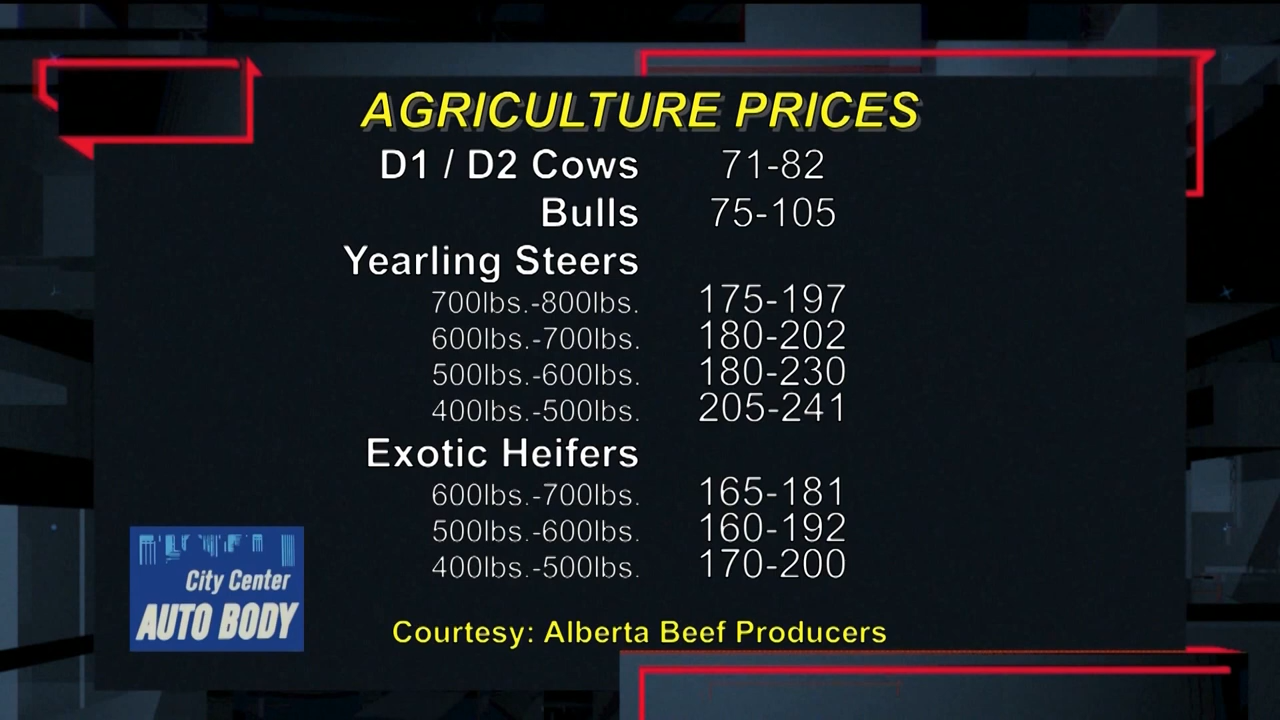 AGRICULTURE PRICES
D1 / D2 Cows 71-82
Bulls 75-105
Yearling Steers
700lbs.-800lbs. 175-197
600lbs.-700lbs. 180-202
500lbs.-600lbs. 180-230
400lbs.-500lbs. 205-241
Exotic Heifers
600lbs.-700lbs. 165-181
500lbs.-600lbs. 160-192
400lbs.-500lbs. 170-200
City Center
AUTO BODY
Courtesy: Alberta Beef Producers